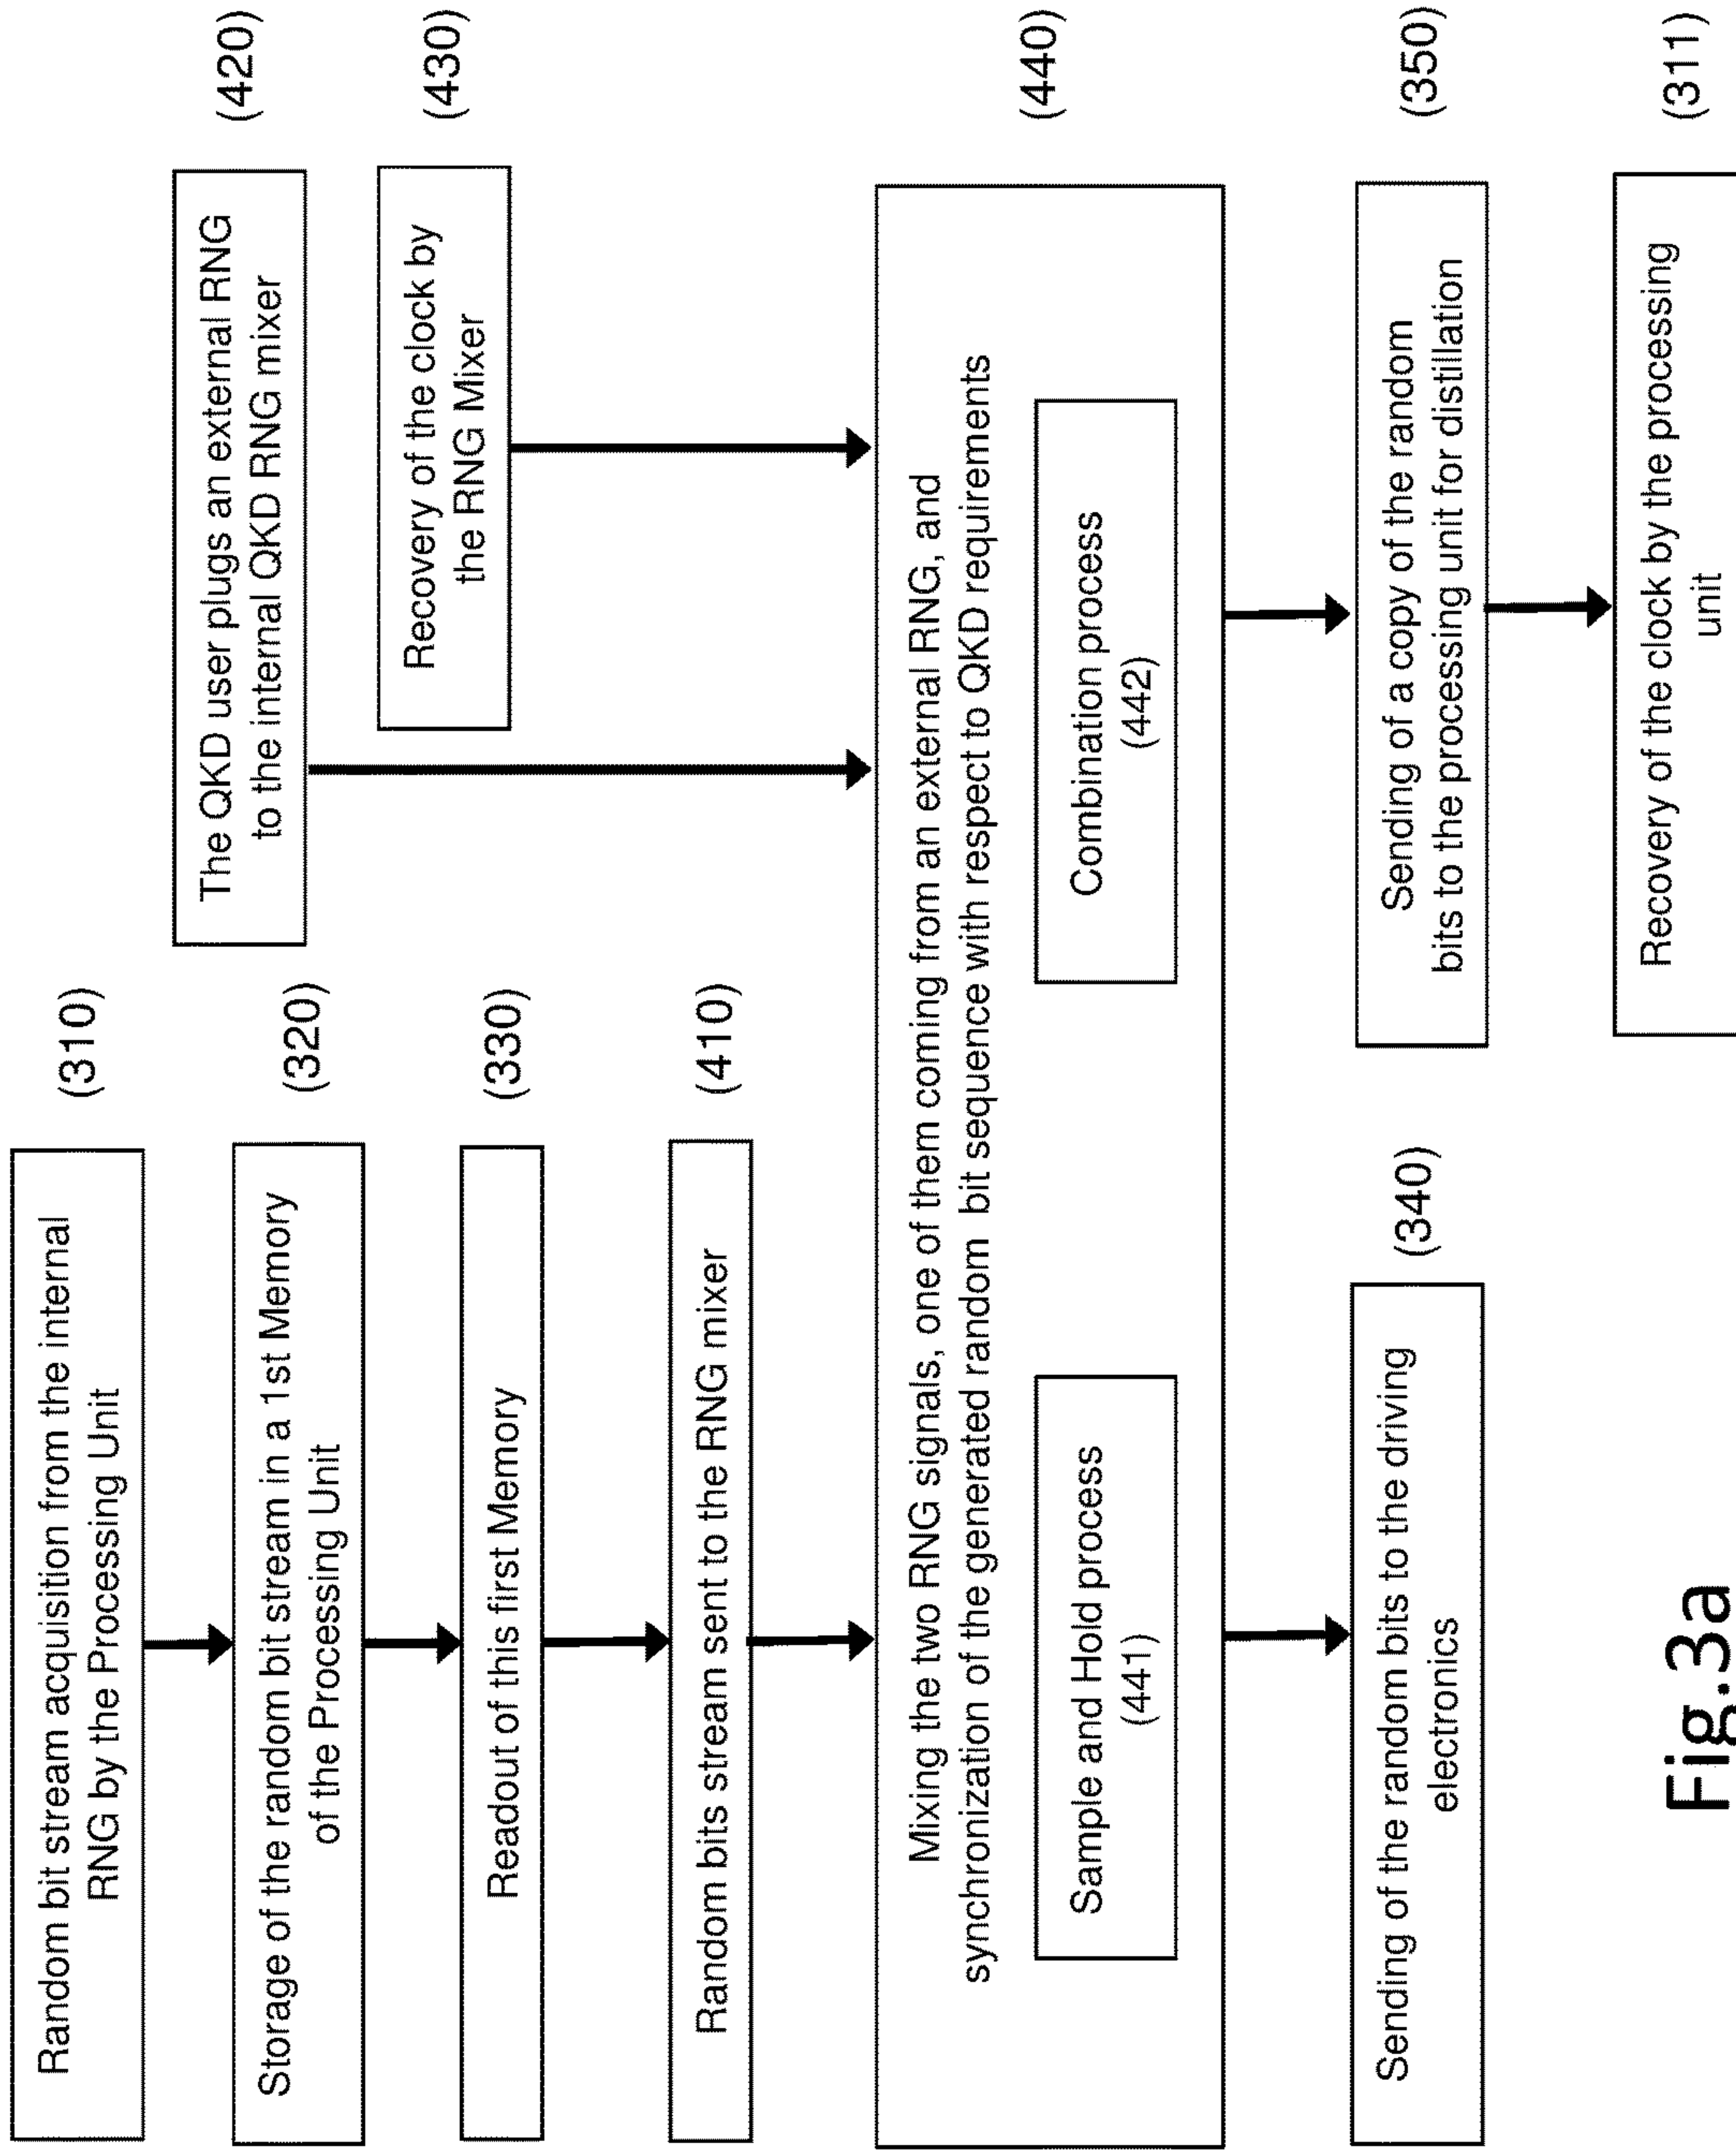 Random bit stream acquisition from the internal
RNG by the Processing Unit
(310)
Storage of the random bit stream in a 1st Memory
of the Processing Unit
(320)
Readout of this first Memory
(330)
Random bits stream sent to the RNG mixer
(410)
The QKD user plugs an external RNG
to the internal QKD RNG mixer
(420)
Recovery of the clock by
the RNG Mixer
(430)
Mixing the two RNG signals, one of them coming from an external RNG, and
synchronization of the generated random bit sequence with respect to QKD requirements
(440)
Sample and Hold process
(441)
Combination process
(442)
Sending of the random bits to the driving
electronics
(340)
Sending of a copy of the random
bits to the processing unit for distillation
(350)
Recovery of the clock by the processing
unit
(311)
Fig.3a